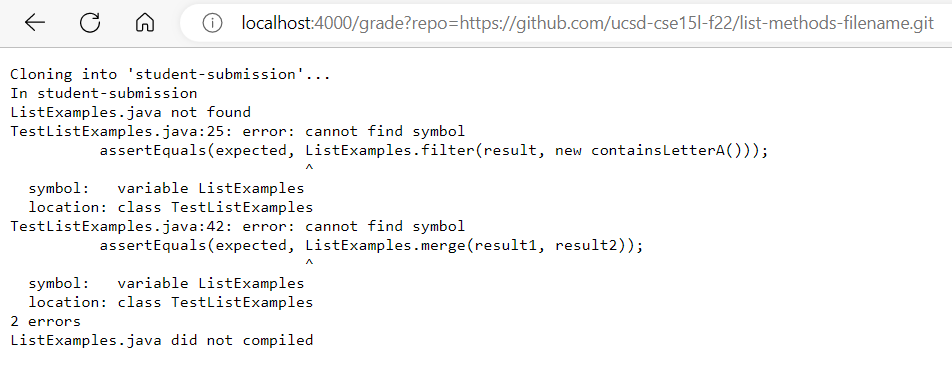 localhost:4000/grade?repo=https://github.com/ucsd-cse15l-f22/list-methods-filename.git
Cloning into 'student-submission'...
In student-submission
ListExamples.java not found
TestListExamples.java:25: error: cannot find symbol
assertEquals(expected, ListExamples.filter(result, new containsLetterA()));
^
symbol:   variable ListExamples
location: class TestListExamples
TestListExamples.java:42: error: cannot find symbol
assertEquals(expected, ListExamples.merge(result1, result2));
^
symbol:   variable ListExamples
location: class TestListExamples
2 errors
ListExamples.java did not compiled